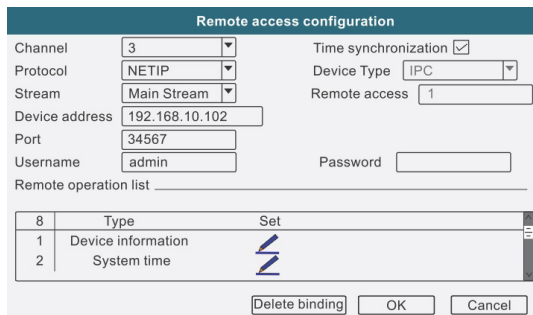 Remote access configuration
Channel 3 Time synchronization
Protocol NETIP Device Type IPC
Stream Main Stream Remote access 1
Device address 192.168.10.102
Port 34567
Username admin Password
Remote operation list
8 Type Set
1 Device information
2 System time
Delete binding OK Cancel